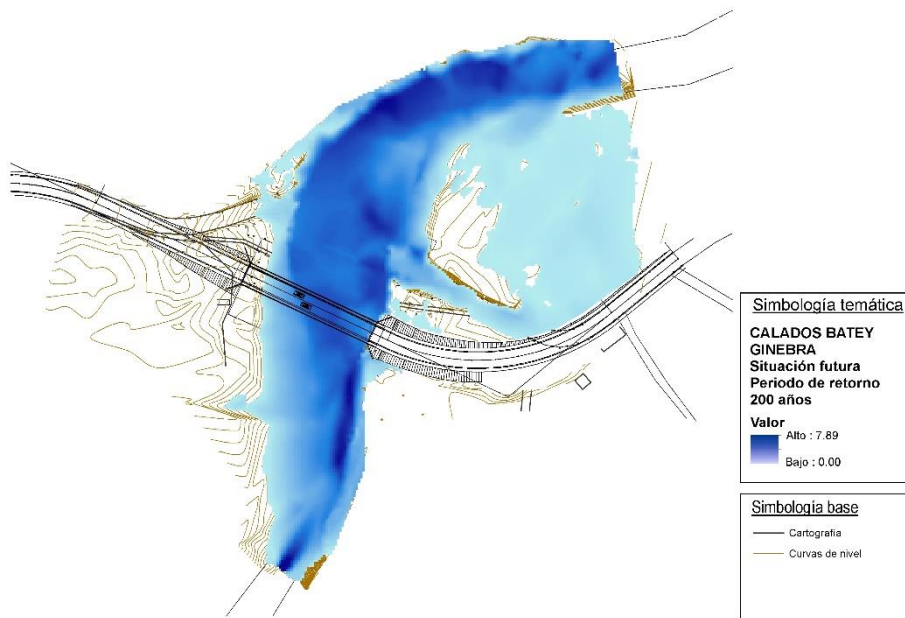 Simbología temática
CALADOS BATEY
GINEBRA
Situación futura
Periodo de retorno
200 años
Valor
Alto : 7.89
Bajo : 0.00
Simbología base
Cartografía
Curvas de nivel